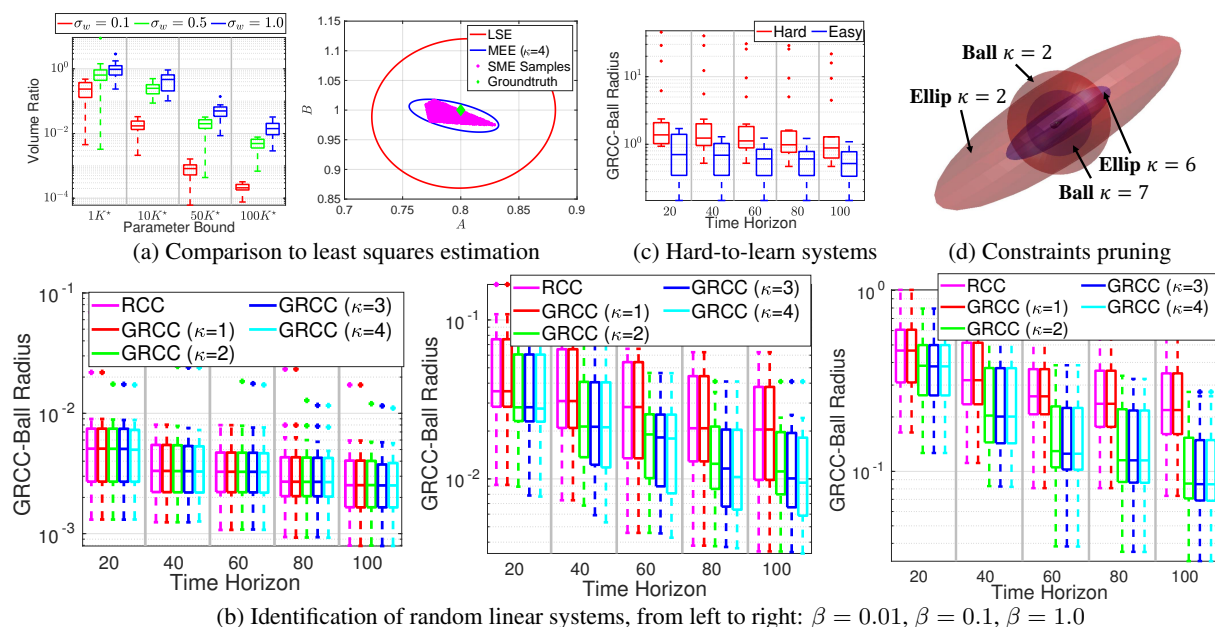 σ_w = 0.1 σ_w = 0.5 σ_w = 1.0
Volume Ratio
10^0
10^-2
10^-4
1K* 10K* 50K* 100K*
Parameter Bound
LSE
MEE (κ=4)
SME Samples
Groundtruth
B
1.15
1.1
1.05
1
0.95
0.9
0.85
0.7 0.75 0.8 0.85 0.9
A
(a) Comparison to least squares estimation
Hard Easy
GRCC-Ball Radius
10^1
10^0
20 40 60 80 100
Time Horizon
(c) Hard-to-learn systems
Ball κ = 2
Ellip κ = 2
Ellip κ = 6
Ball κ = 7
(d) Constraints pruning
RCC
GRCC (κ=1)
GRCC (κ=2)
GRCC (κ=3)
GRCC (κ=4)
GRCC-Ball Radius
10^-1
10^-2
10^-3
20 40 60 80 100
Time Horizon
RCC
GRCC (κ=1)
GRCC (κ=2)
GRCC (κ=3)
GRCC (κ=4)
GRCC-Ball Radius
10^-1
10^-2
20 40 60 80 100
Time Horizon
RCC
GRCC (κ=1)
GRCC (κ=2)
GRCC (κ=3)
GRCC (κ=4)
GRCC-Ball Radius
10^0
10^-1
20 40 60 80 100
Time Horizon
(b) Identification of random linear systems, from left to right: β = 0.01, β = 0.1, β = 1.0